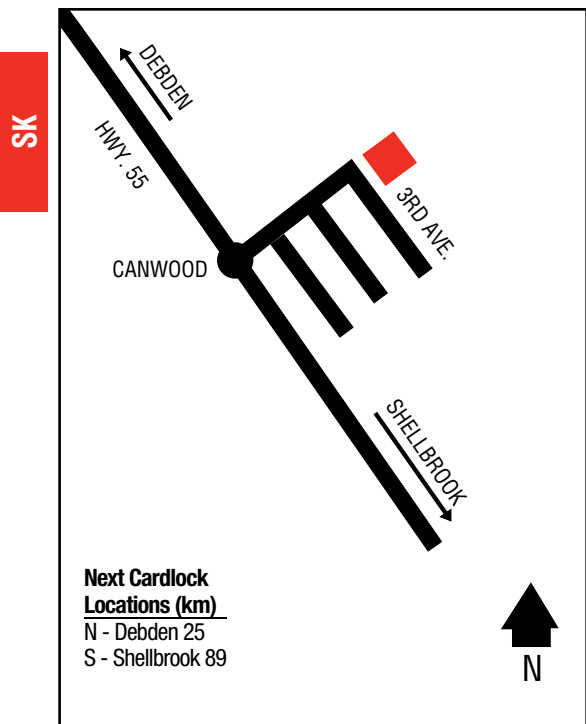 SK
DEBDEN
HWY. 55
3RD AVE.
CANWOOD
SHELLBROOK
Next Cardlock
Locations (km)
N - Debden 25
S - Shellbrook 89
N